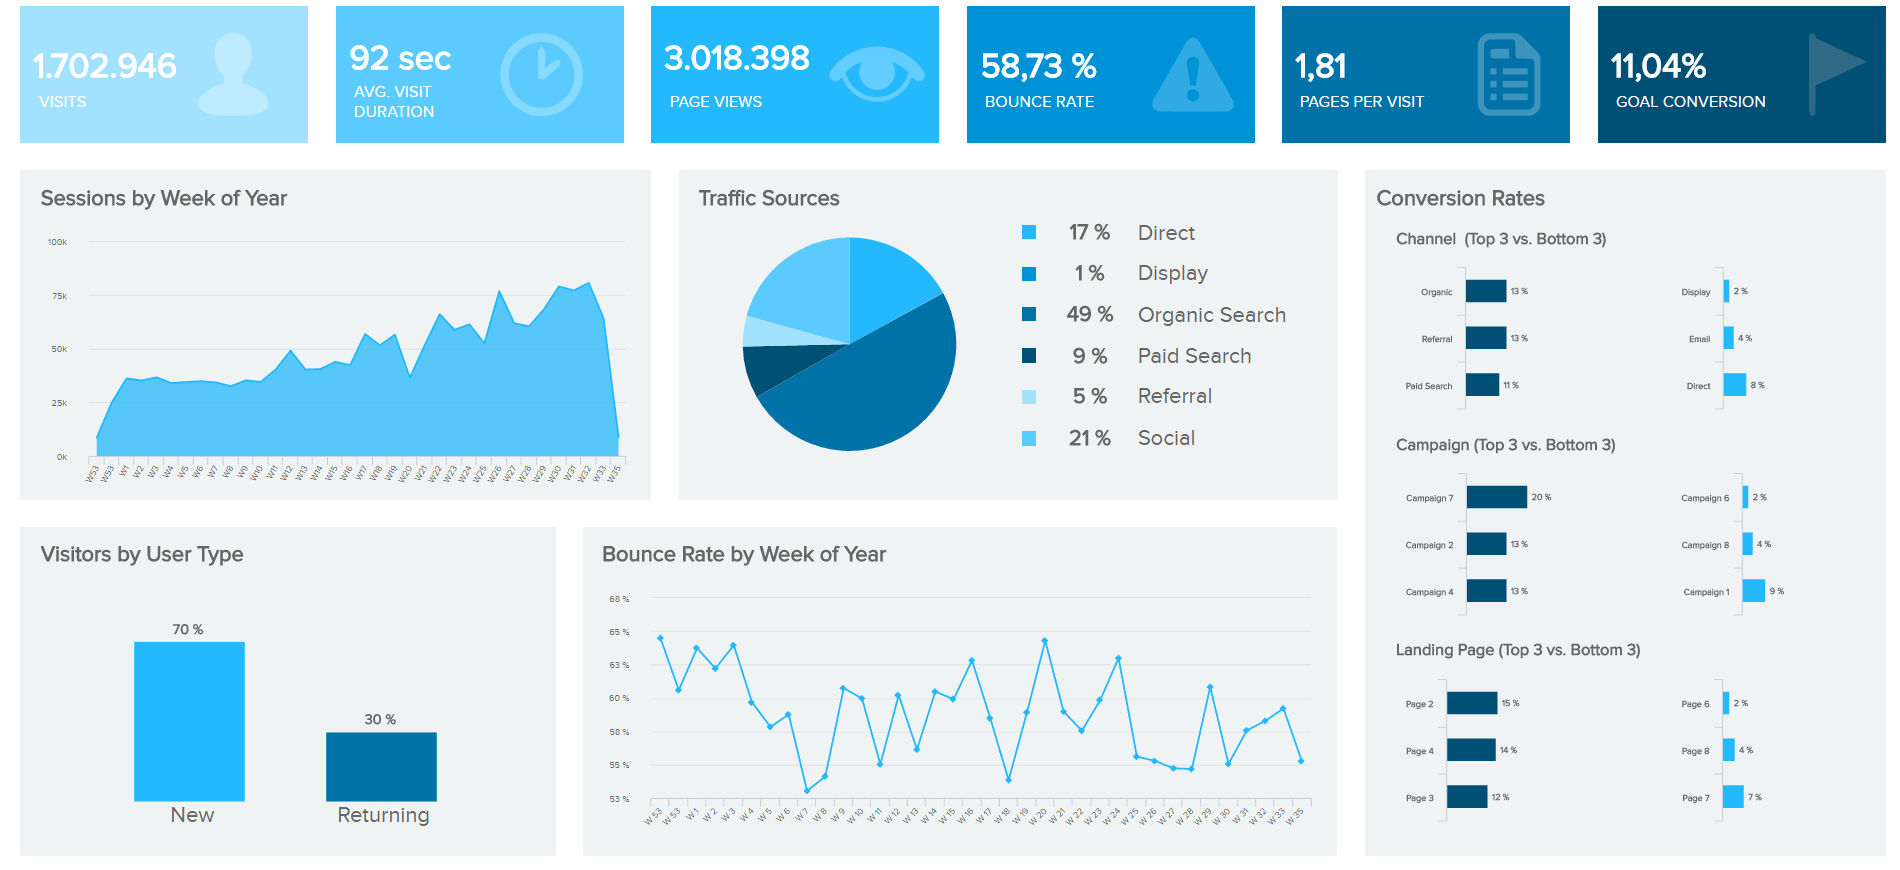 1.702.946
VISITS
92 sec
AVG. VISIT
DURATION
3.018.398
PAGE VIEWS
58,73 %
BOUNCE RATE
1,81
PAGES PER VISIT
11,04%
GOAL CONVERSION
Sessions by Week of Year
100k
75k
50k
25k
0k
W53 W53 W1 W2 W3 W4 W5 W6 W7 W8 W9 W10 W11 W12 W13 W14 W15 W16 W17 W18 W19 W20 W21 W22 W23 W24 W25 W26 W27 W28 W29 W30 W31 W32 W33 W35
Traffic Sources
17 % Direct
1 % Display
49 % Organic Search
9 % Paid Search
5 % Referral
21 % Social
Visitors by User Type
70 %
30 %
New
Returning
Bounce Rate by Week of Year
68 %
65 %
63 %
60 %
58 %
55 %
53 %
W 53 W 53 W 1 W 2 W 3 W 4 W 5 W 6 W 7 W 8 W 9 W 10 W 11 W 12 W 13 W 14 W 15 W 16 W 17 W 18 W 19 W 20 W 21 W 22 W 23 W 24 W 25 W 26 W 27 W 28 W 29 W 30 W 31 W 32 W 33 W 35
Conversion Rates
Channel (Top 3 vs. Bottom 3)
Organic 13 %
Display 2 %
Referral 13 %
Email 4 %
Paid Search 11 %
Direct 8 %
Campaign (Top 3 vs. Bottom 3)
Campaign 7 20 %
Campaign 6 2 %
Campaign 2 13 %
Campaign 8 4 %
Campaign 4 13 %
Campaign 1 9 %
Landing Page (Top 3 vs. Bottom 3)
Page 2 15 %
Page 6 2 %
Page 4 14 %
Page 8 4 %
Page 3 12 %
Page 7 7 %